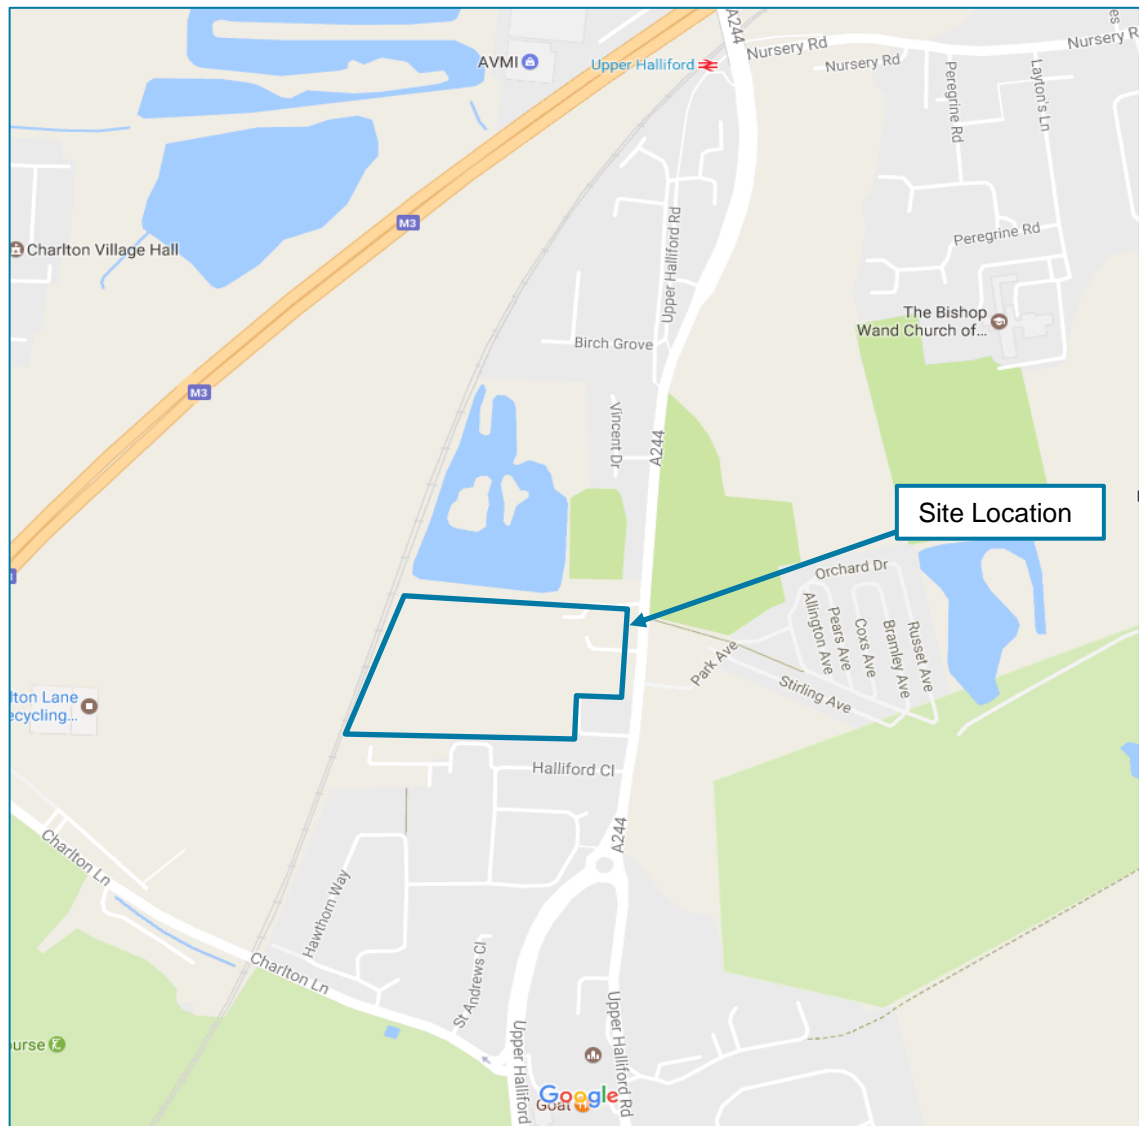 A244
Nursery Rd
Nursery R
AVMI
Upper Halliford
Nursery Rd
Peregrine Rd
Layton's Ln
es
M3
Charlton Village Hall
Upper Halliford Rd
Peregrine Rd
The Bishop
Wand Church of...
Birch Grove
M3
Vincent Dr
A244
Site Location
Orchard Dr
Allington Ave
Pears Ave
Coxs Ave
Bramley Ave
Russet Ave
Park Ave
Stirling Ave
lton Lane
ecycling...
Halliford Cl
A244
Charlton Ln
Hawthorn Way
Charlton Ln
St Andrews Cl
Upper Halliford
Upper Halliford Rd
urse
Google
Goat